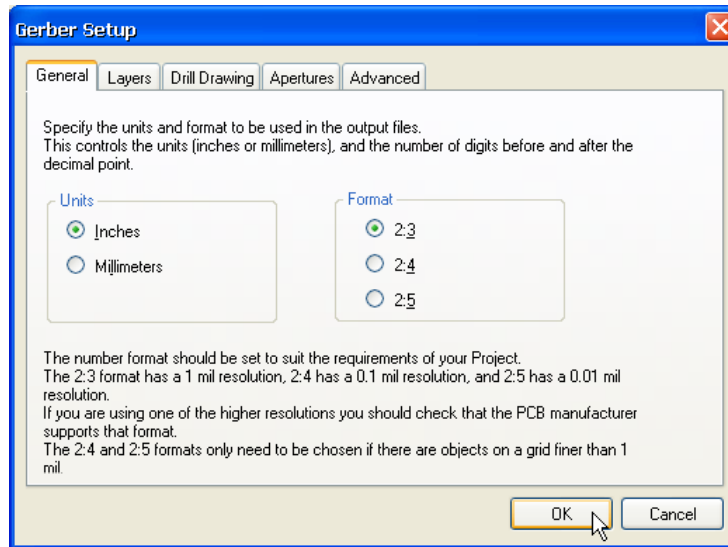 Gerber Setup
General Layers Drill Drawing Apertures Advanced
Specify the units and format to be used in the output files.
This controls the units (inches or millimeters), and the number of digits before and after the
decimal point.
Units
Inches
Millimeters
Format
2:3
2:4
2:5
The number format should be set to suit the requirements of your Project.
The 2:3 format has a 1 mil resolution, 2:4 has a 0.1 mil resolution, and 2:5 has a 0.01 mil
resolution.
If you are using one of the higher resolutions you should check that the PCB manufacturer
supports that format.
The 2:4 and 2:5 formats only need to be chosen if there are objects on a grid finer than 1
mil.
OK Cancel